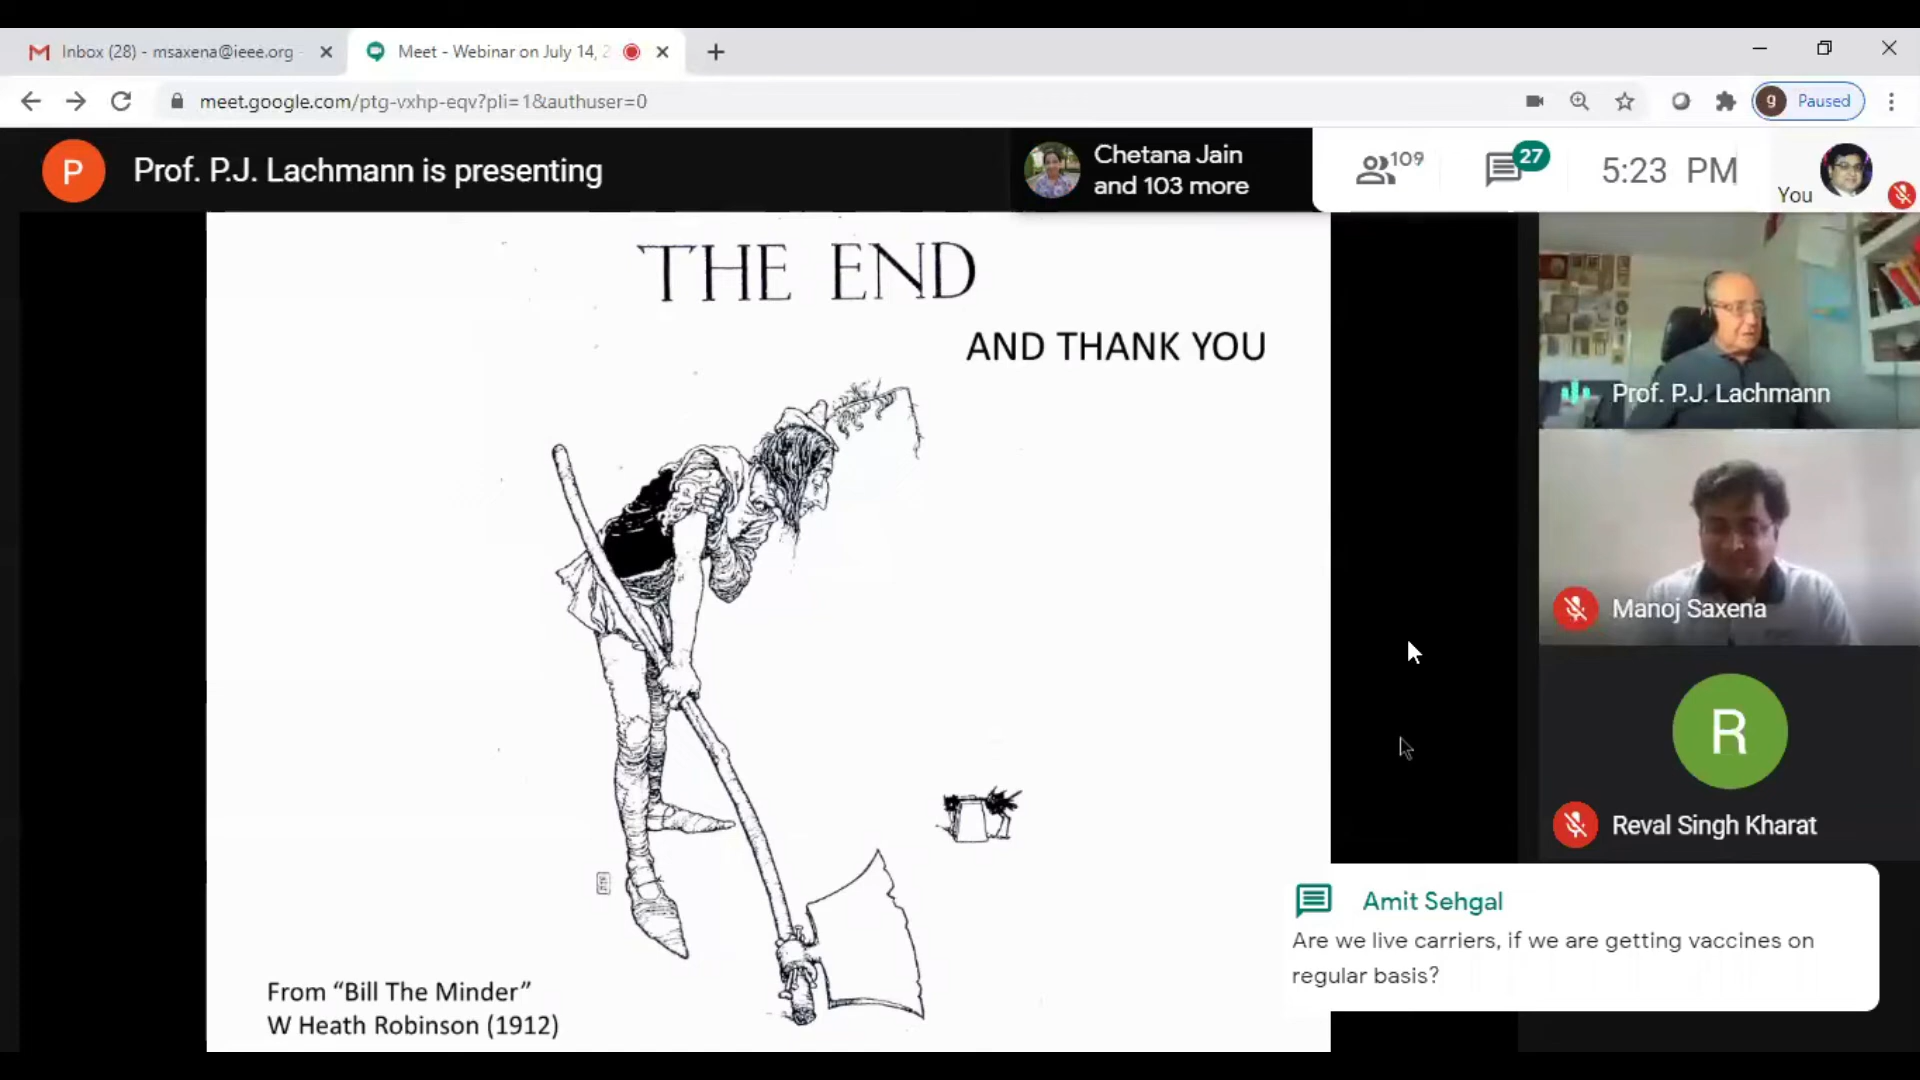 Inbox (28) - msaxena@ieee.org
Meet - Webinar on July 14, 2
meet.google.com/ptg-vxhp-eqv?pli=1&authuser=0
g Paused
P Prof. P.J. Lachmann is presenting
Chetana Jain
and 103 more
109
27
5:23 PM
You
THE END
AND THANK YOU
From “Bill The Minder”
W Heath Robinson (1912)
Prof. P.J. Lachmann
Manoj Saxena
R
Reval Singh Kharat
Amit Sehgal
Are we live carriers, if we are getting vaccines on
regular basis?